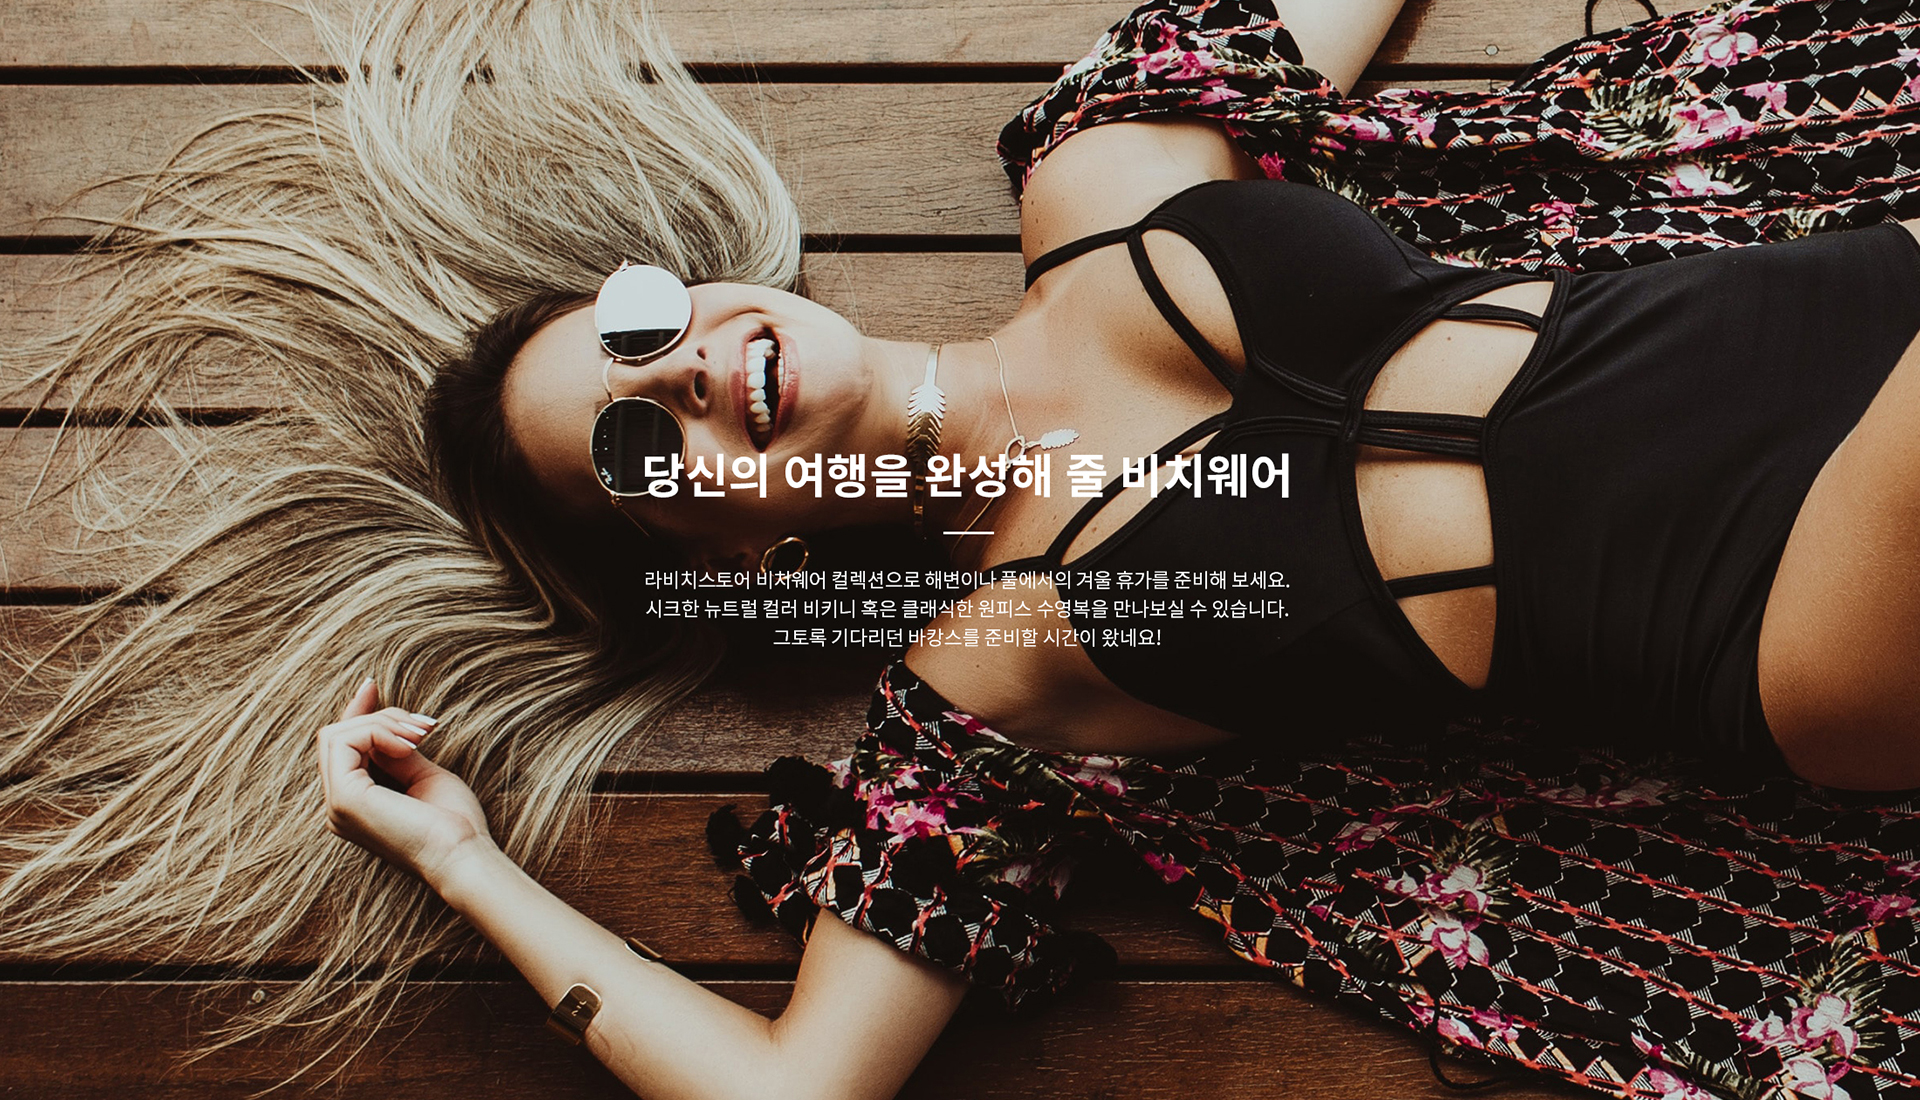 당신의 여행을 완성해 줄 비치웨어
라비치스토어 비치웨어 컬렉션으로 해변이나 풀에서의 겨울 휴가를 준비해 보세요.
시크한 뉴트럴 컬러 비키니 혹은 클래식한 원피스 수영복을 만나보실 수 있습니다.
그토록 기다리던 바캉스를 준비할 시간이 왔네요!